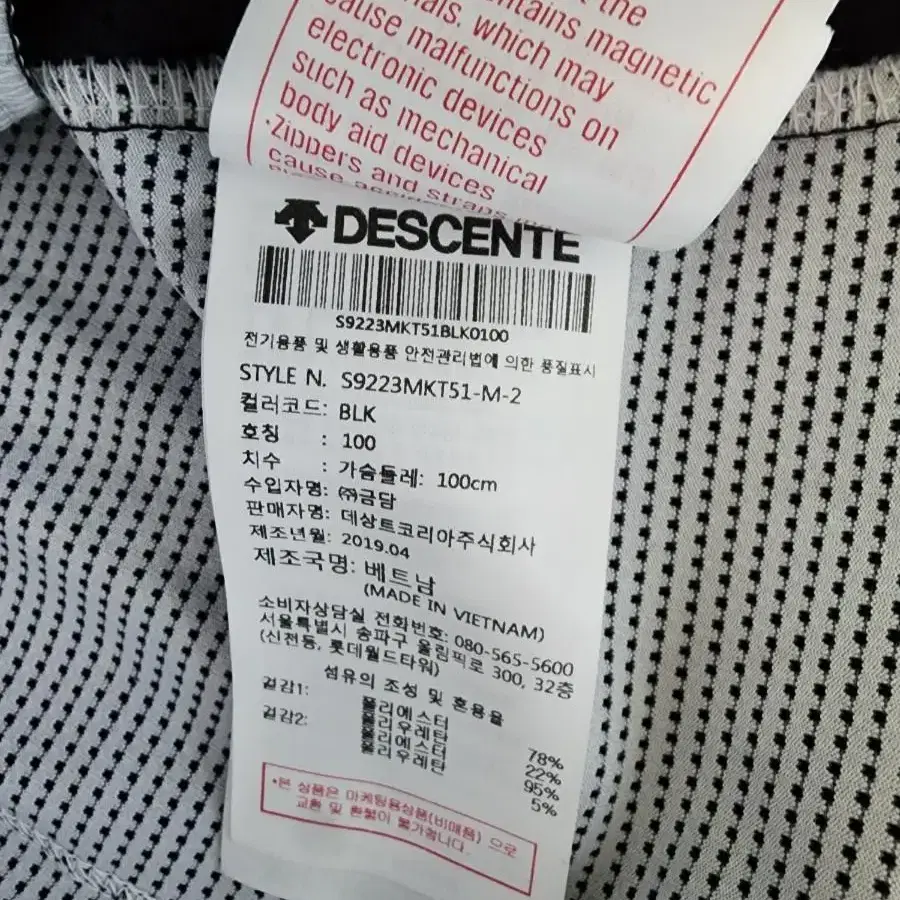 the
ntains magnetic
nals, which may
cause malfunctions on
electronic devices
such as mechanical
body aid devices
·Zippers and straps
cause
DESCENTE
S9223MKT51BLK0100
전기용품 및 생활용품 안전관리법에 의한 품질표시
STYLE N. S9223MKT51-M-2
컬러코드: BLK
호칭 : 100
치수 : 가슴둘레: 100cm
수입자명: ㈜금담
판매자명: 데상트코리아주식회사
제조년월: 2019.04
제조국명: 베트남
(MADE IN VIETNAM)
소비자상담실 전화번호: 080-565-5600
서울특별시 송파구 올림픽로 300, 32층
(신천동, 롯데월드타워)
섬유의 조성 및 혼용율
겉감1: 폴리에스터 78%
폴리우레탄 22%
겉감2: 폴리에스터 95%
폴리우레탄 5%
•본 상품은 마케팅용상품(비매품) 으로
교환 및 환불이 불가합니다.